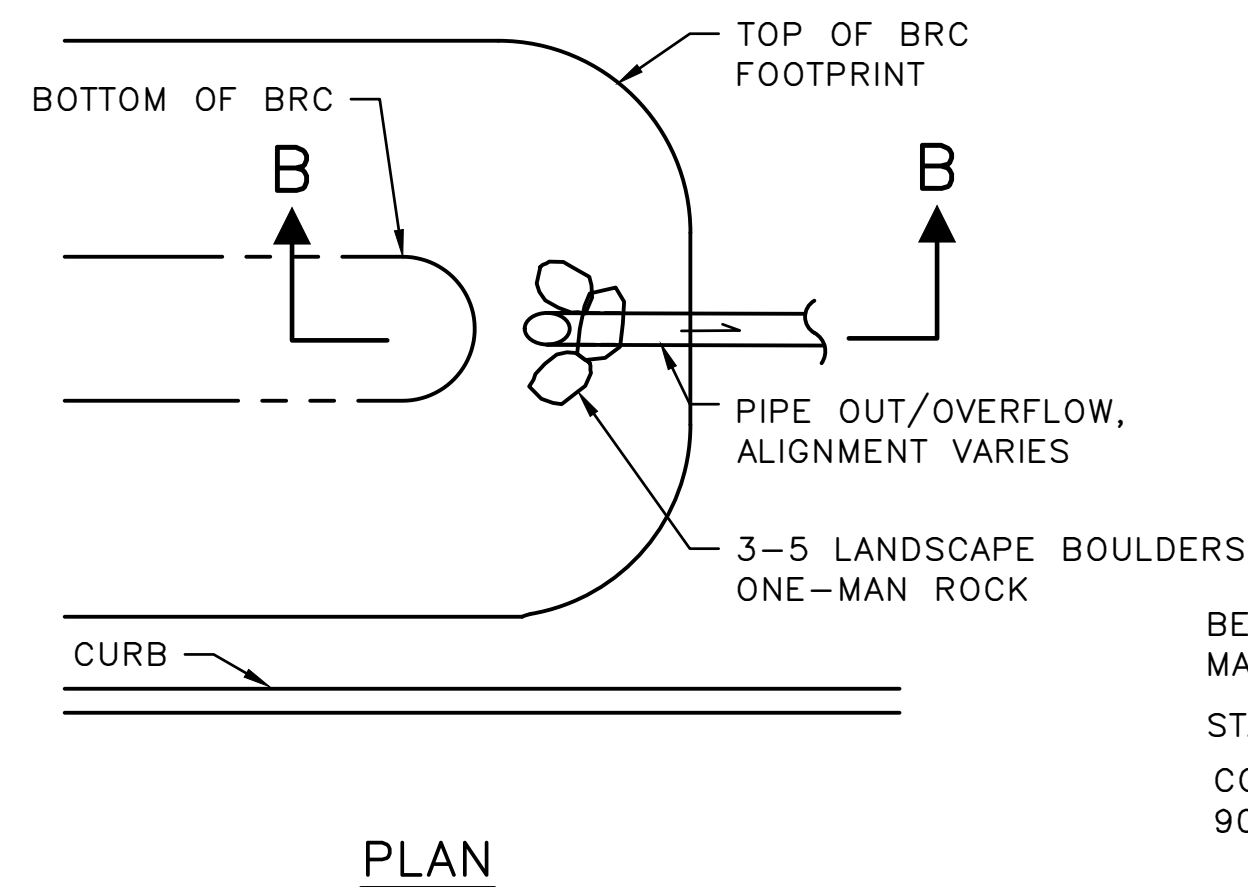 TOP OF BRC
FOOTPRINT
BOTTOM OF BRC
B
B
PIPE OUT/OVERFLOW,
ALIGNMENT VARIES
3-5 LANDSCAPE BOULDERS
ONE-MAN ROCK
CURB
PLAN